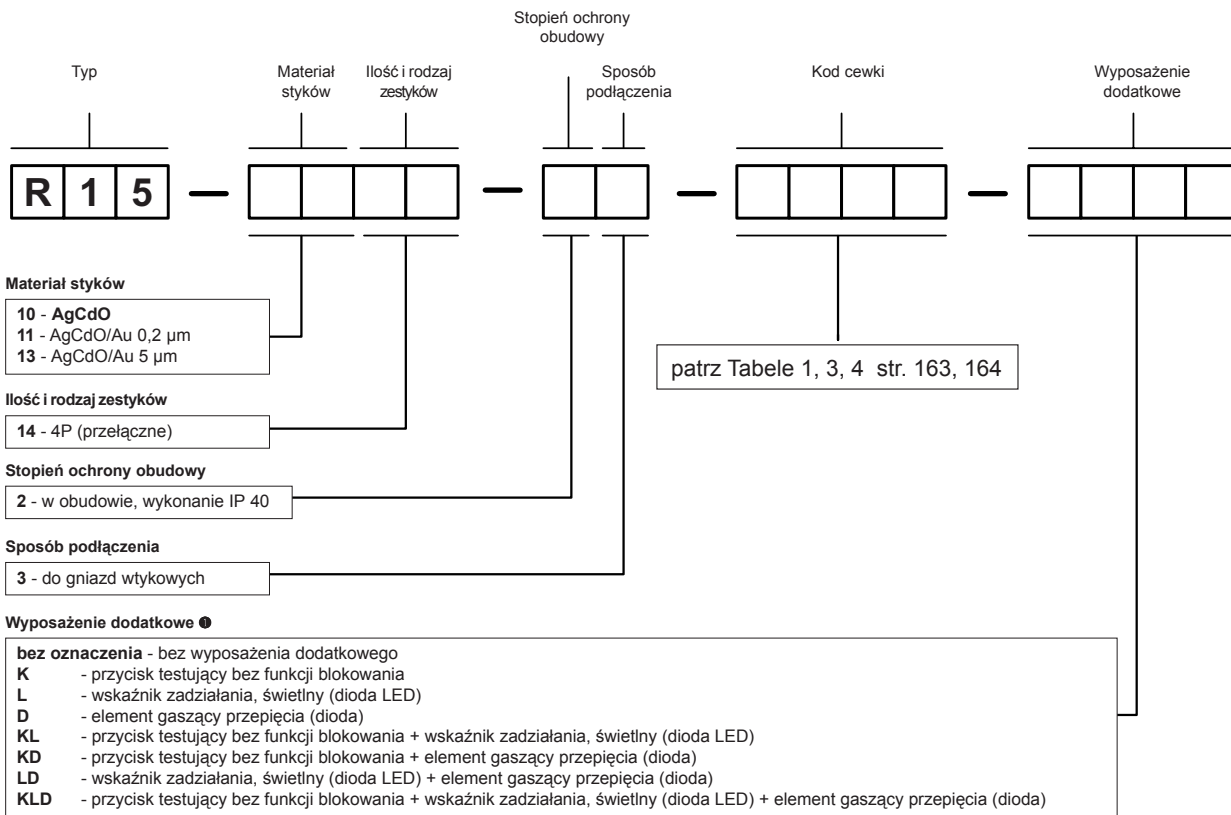 Stopień ochrony
obudowy
Typ
Materiał
styków
Ilość i rodzaj
zestyków
Sposób
podłączenia
Kod cewki
Wyposażenie
dodatkowe
R 1 5 — — — —
Materiał styków
10 - AgCdO
11 - AgCdO/Au 0,2 µm
13 - AgCdO/Au 5 µm
patrz Tabele 1, 3, 4 str. 163, 164
Ilość i rodzaj zestyków
14 - 4P (przełączne)
Stopień ochrony obudowy
2 - w obudowie, wykonanie IP 40
Sposób podłączenia
3 - do gniazd wtykowych
Wyposażenie dodatkowe ❶
bez oznaczenia - bez wyposażenia dodatkowego
K - przycisk testujący bez funkcji blokowania
L - wskaźnik zadziałania, świetlny (dioda LED)
D - element gaszący przepięcia (dioda)
KL - przycisk testujący bez funkcji blokowania + wskaźnik zadziałania, świetlny (dioda LED)
KD - przycisk testujący bez funkcji blokowania + element gaszący przepięcia (dioda)
LD - wskaźnik zadziałania, świetlny (dioda LED) + element gaszący przepięcia (dioda)
KLD - przycisk testujący bez funkcji blokowania + wskaźnik zadziałania, świetlny (dioda LED) + element gaszący przepięcia (dioda)